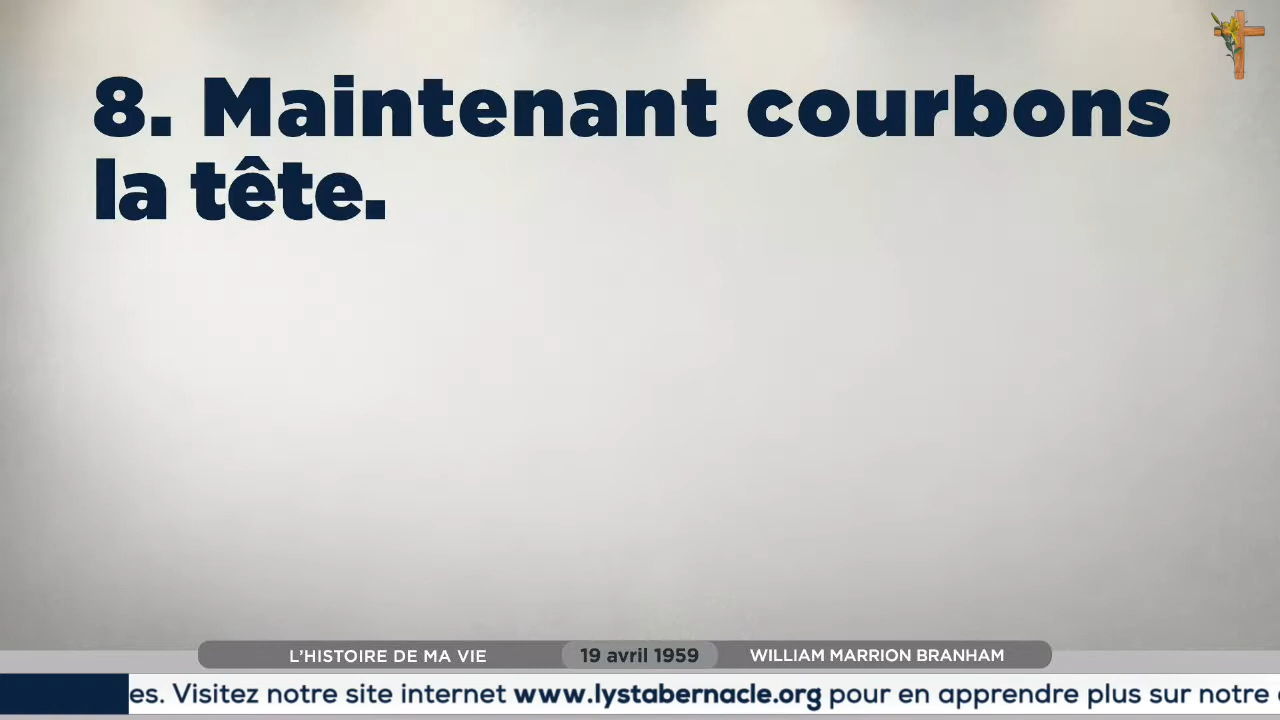 8. Maintenant courbons
la tête.
L'HISTOIRE DE MA VIE 19 avril 1959 WILLIAM MARRION BRANHAM
es. Visitez notre site internet www.lystabernacle.org pour en apprendre plus sur notre